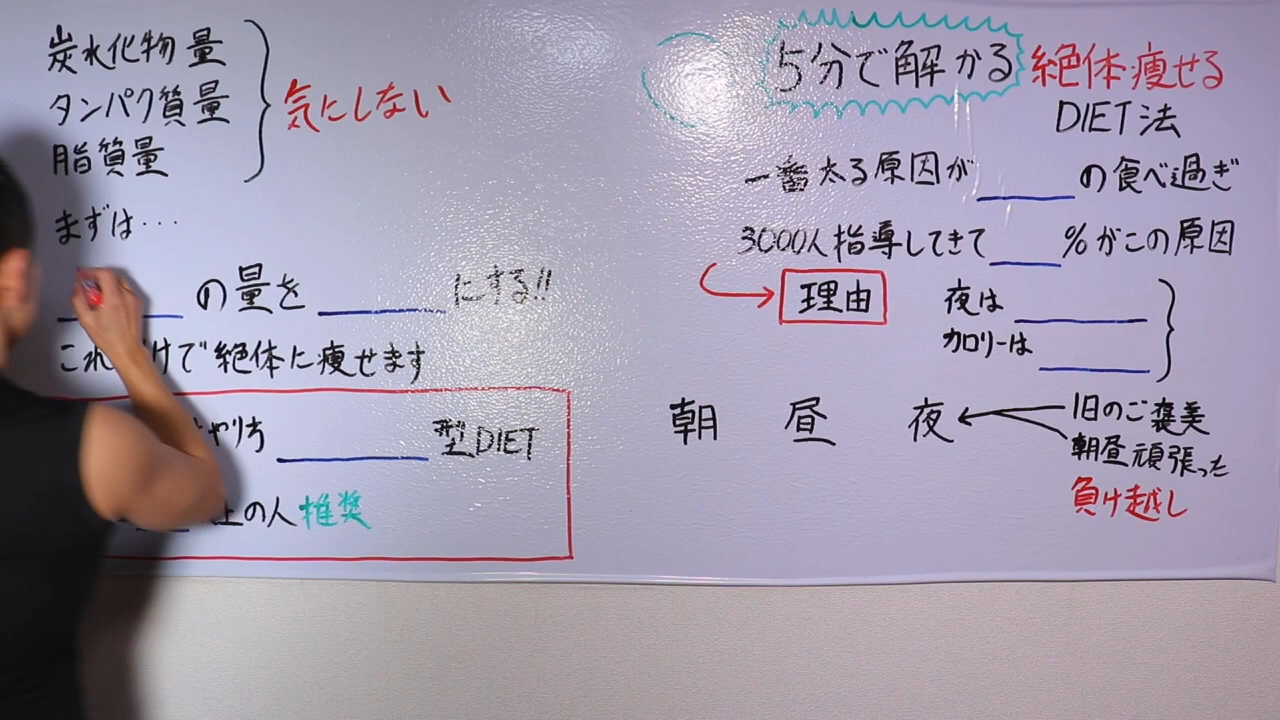 炭水化物量
タンパク質量
脂質量
気にしない
まずは…
の量を にする!!
これ けで絶体に痩せます
やりち 型DIET
上の人推奨
5分で解かる絶体痩せる
DIET法
一番太る原因が の食べ過ぎ
3000人指導してきて %がこの原因
理由
夜は
カロリーは
朝 昼 夜
1日のご褒美
朝昼頑張った
負け越し